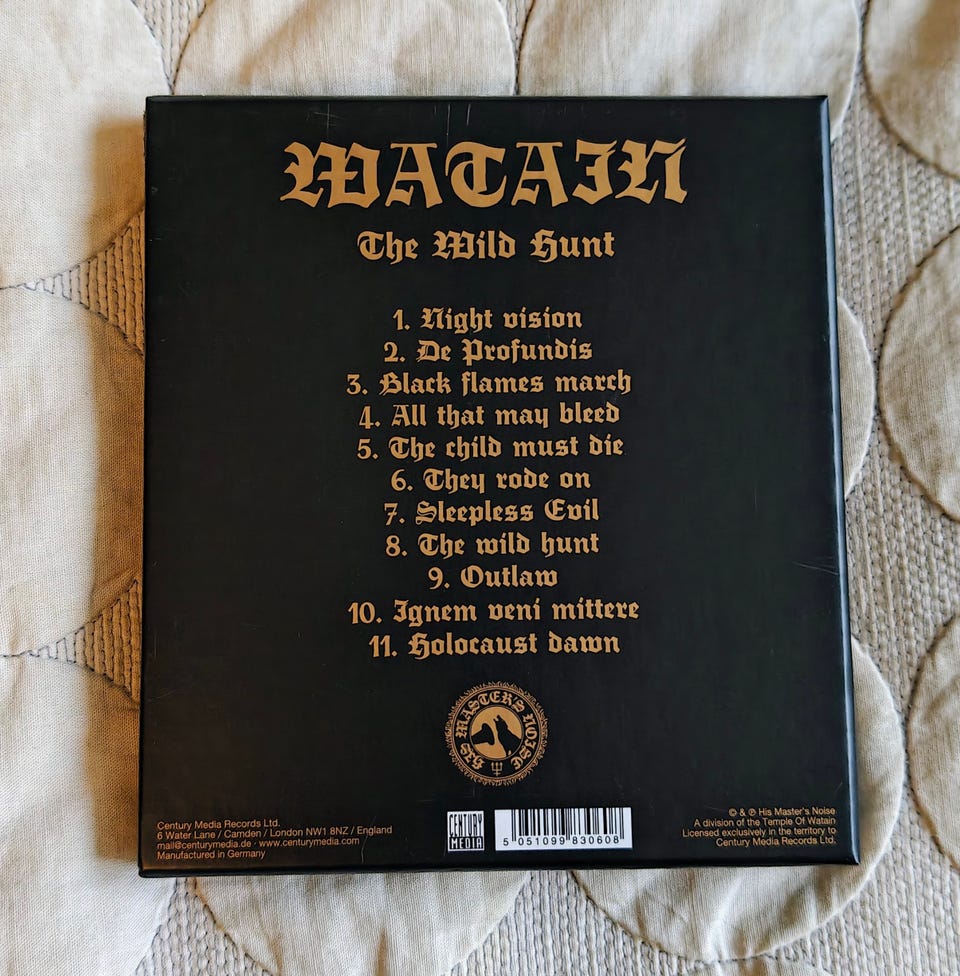 WATAIN
The Wild Hunt
1. Night vision
2. De Profundis
3. Black flames march
4. All that may bleed
5. The child must die
6. They rode on
7. Sleepless Evil
8. The wild hunt
9. Outlaw
10. Ignem veni mittere
11. Holocaust dawn
HIS MASTER'S NOISE
Century Media Records Ltd.
6 Water Lane / Camden / London NW1 8NZ / England
mail@centurymedia.de · www.centurymedia.com
Manufactured in Germany
CENTURY
MEDIA
5 051099 830608
© & ℗ His Master's Noise
A division of the Temple Of Watain
Licensed exclusively in the territory to
Century Media Records Ltd.